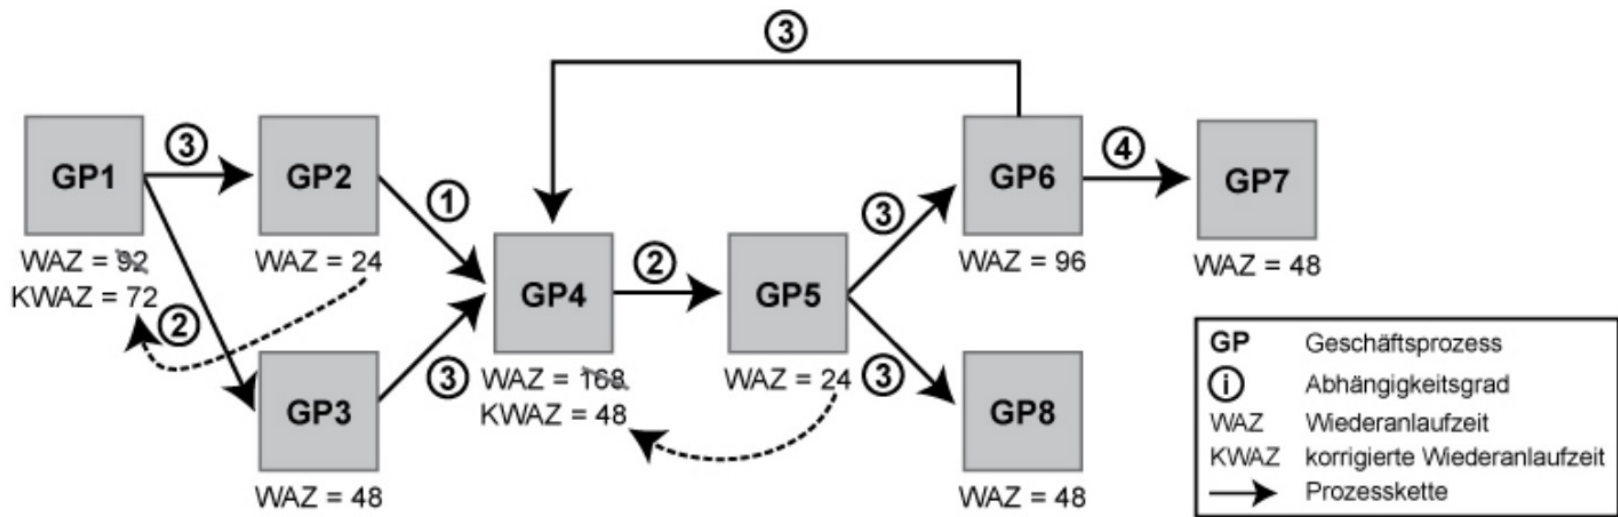 ③
GP1
③
GP2
WAZ = 92
KWAZ = 72
WAZ = 24
②
GP3
WAZ = 48
①
③
GP4
WAZ = 168
KWAZ = 48
②
GP5
WAZ = 24
③
③
GP6
WAZ = 96
④
GP7
WAZ = 48
GP8
WAZ = 48
GP Geschäftsprozess
ⓘ Abhängigkeitsgrad
WAZ Wiederanlaufzeit
KWAZ korrigierte Wiederanlaufzeit
Prozesskette